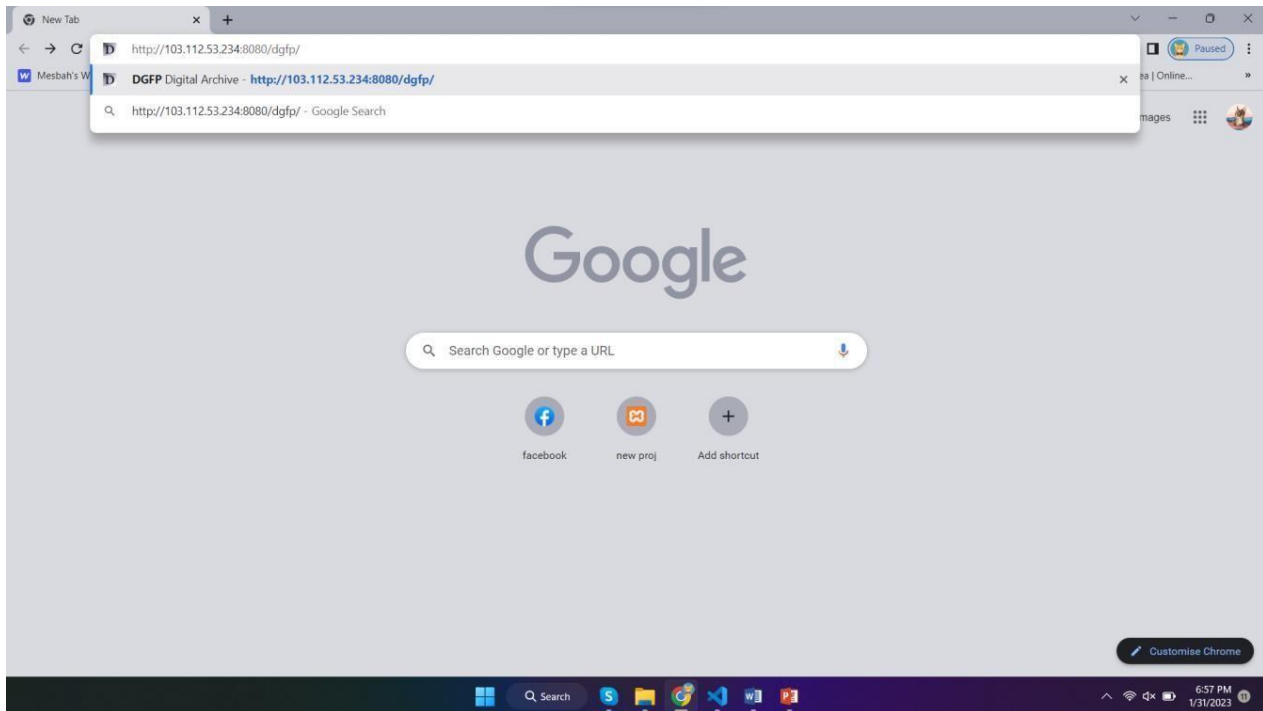 New Tab
http://103.112.53.234:8080/dgfp/
Paused
Mesbah's W
DGFP Digital Archive - http://103.112.53.234:8080/dgfp/
ea | Online...
http://103.112.53.234:8080/dgfp/ - Google Search
mages
Google
Search Google or type a URL
facebook
new proj
Add shortcut
Customise Chrome
Search
6:57 PM
1/31/2023